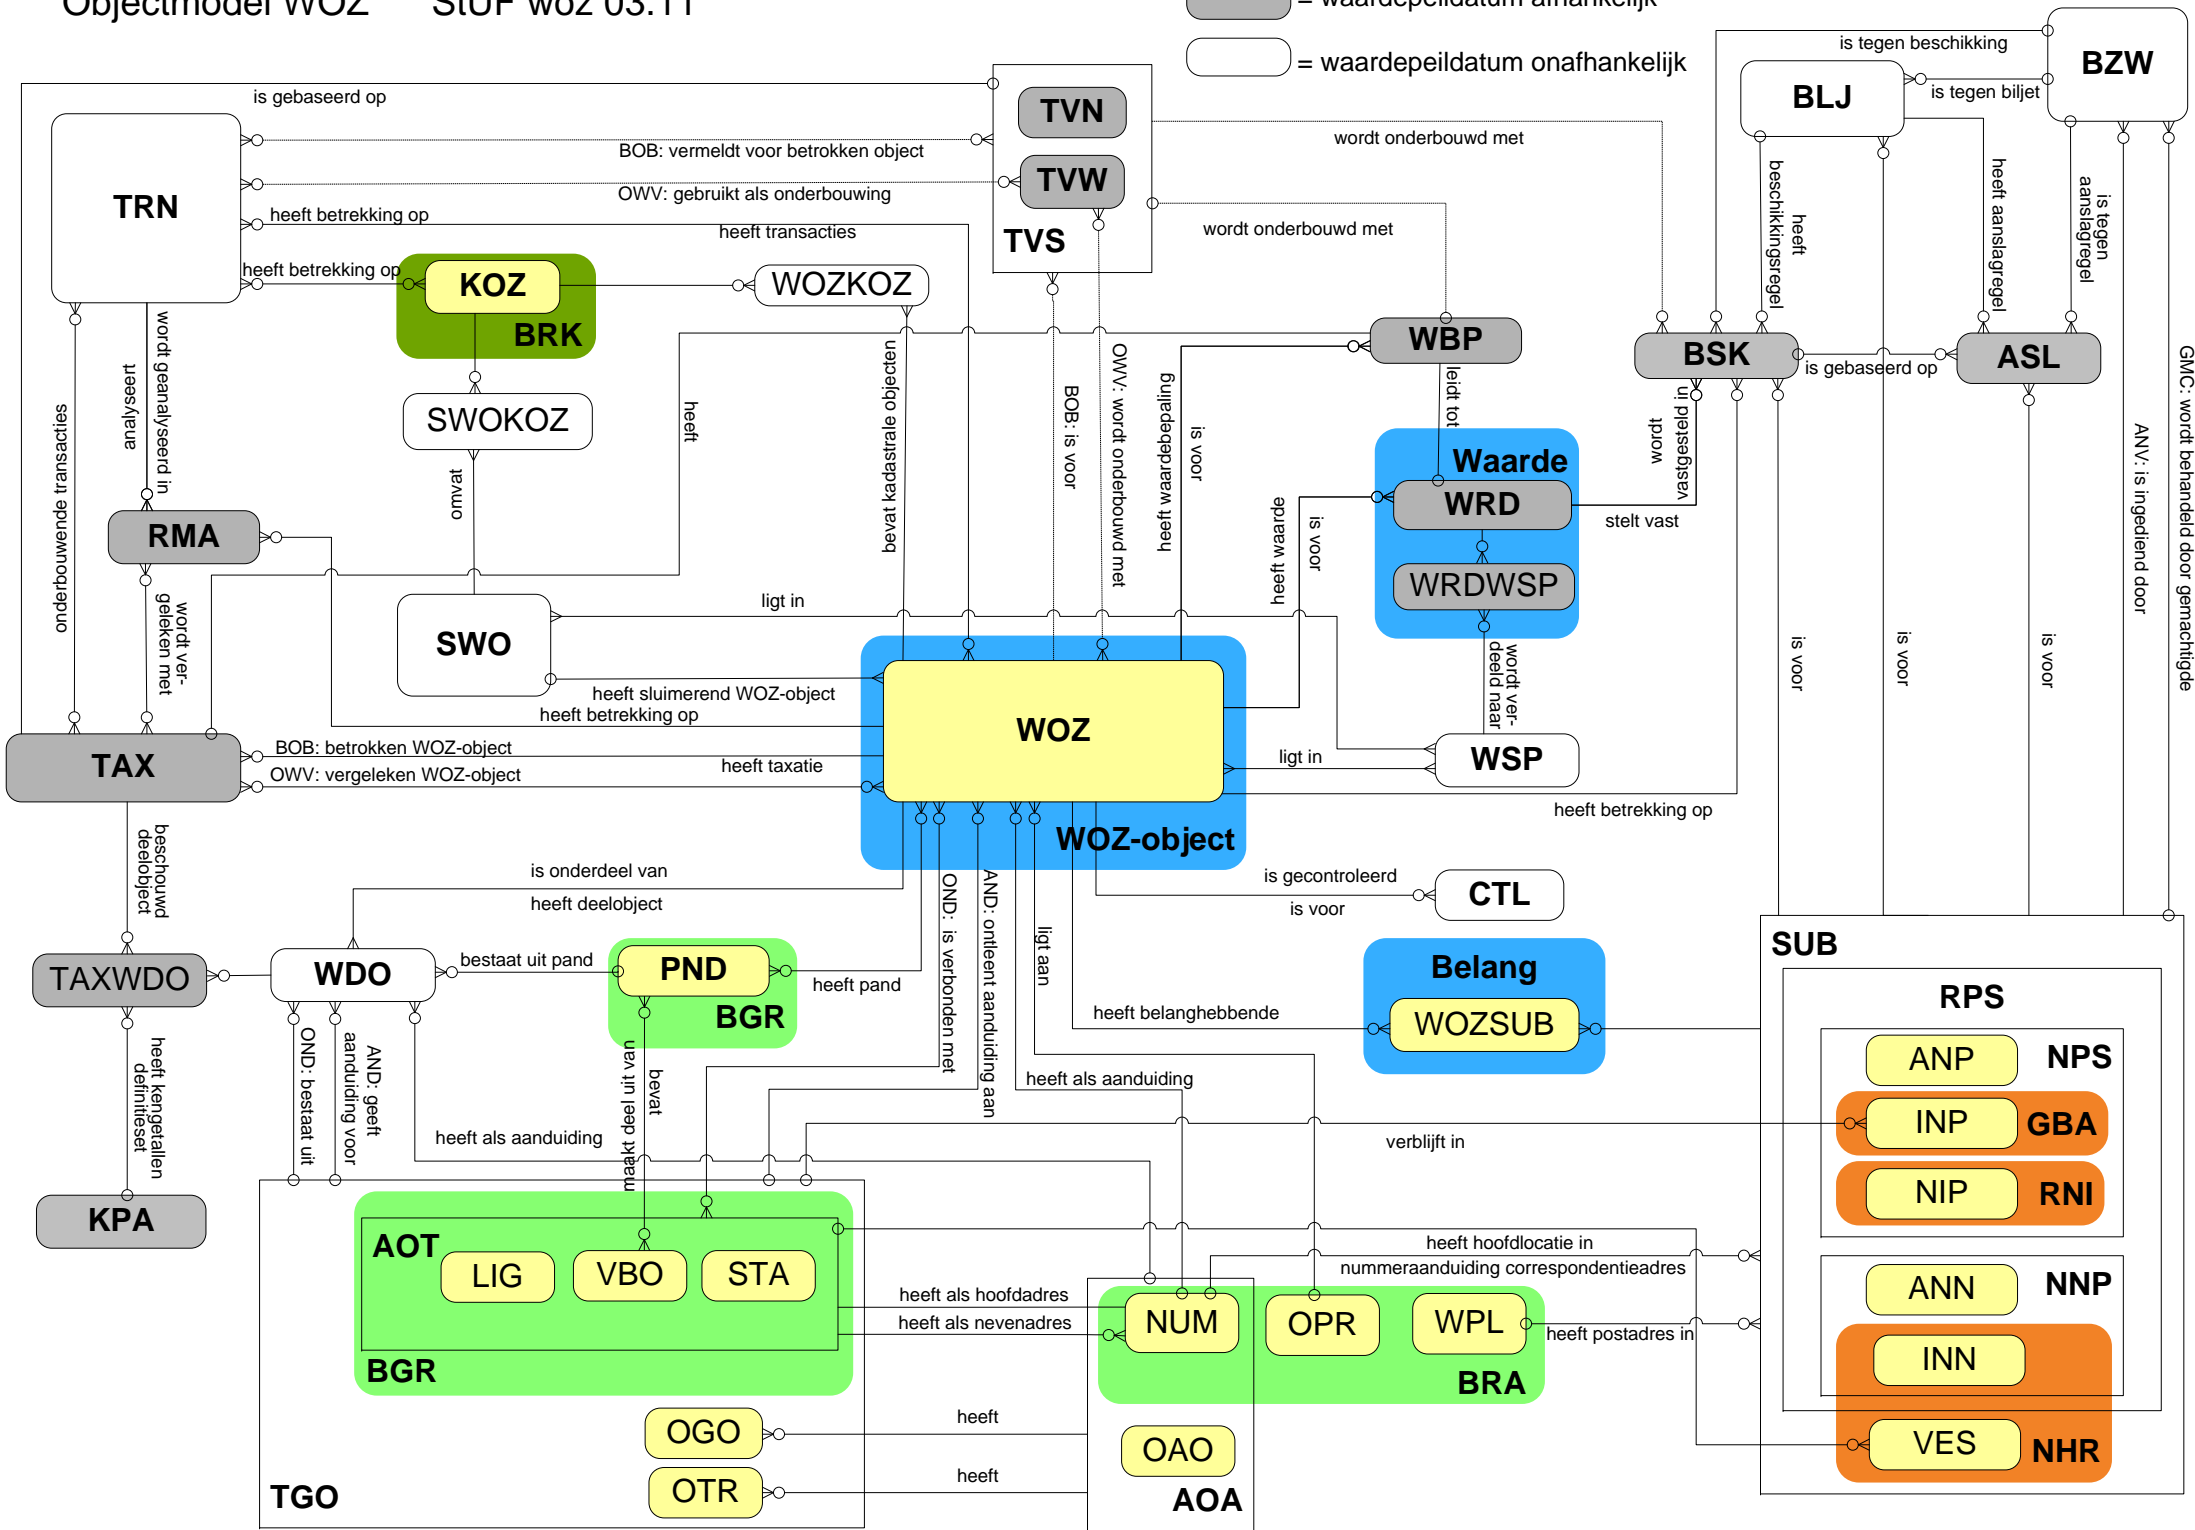 Objectmodel WOZ StUF woz 03.11
= waardepeildatum afhankelijk
= waardepeildatum onafhankelijk
is tegen beschikking
BZW
BLJ
is tegen biljet
is gebaseerd op
TVN
TRN
BOB: vermeldt voor betrokken object
wordt onderbouwd met
TVW
OWV: gebruikt als onderbouwing
heeft betrekking op
heeft transacties
TVS
wordt onderbouwd met
heeft
beschikkingsregel
heeft aanslagregel
is tegen
aanslagregel
heeft betrekking op
KOZ
BRK
WOZKOZ
WBP
BSK
is gebaseerd op
ASL
onderbouwende transacties
analyseert
wordt geanalyseerd in
SWOKOZ
omvat
heeft
bevat kadastrale objecten
BOB: is voor
OWV: wordt onderbouwd met
heeft waardebepaling
is voor
leidt tot
wordt
vastgesteld in
Waarde
WRD
stelt vast
heeft waarde
is voor
WRDWSP
wordt ver-
deeld naar
ANV: is ingediend door
GMC: wordt behandeld door gemachtigde
RMA
wordt ver-
geleken met
SWO
ligt in
is voor
is voor
is voor
heeft sluimerend WOZ-object
heeft betrekking op
WOZ
WOZ-object
TAX
BOB: betrokken WOZ-object
heeft taxatie
OWV: vergeleken WOZ-object
ligt in
WSP
heeft betrekking op
beschouwd
deelobject
is onderdeel van
heeft deelobject
OND: is verbonden met
AND: ontleent aanduiding aan
ligt aan
is gecontroleerd
is voor
CTL
TAXWDO
WDO
bestaat uit pand
PND
BGR
heeft pand
Belang
WOZSUB
heeft belanghebbende
SUB
RPS
ANP
NPS
INP
GBA
NIP
RNI
heeft kengetallen
definitieset
KPA
OND: bestaat uit
AND: geeft
aanduiding voor
maakt deel uit van
bevat
heeft als aanduiding
heeft als aanduiding
verblijft in
AOT
LIG
VBO
STA
BGR
heeft als hoofdadres
heeft als nevenadres
NUM
OPR
WPL
BRA
heeft hoofdlocatie in
nummeraanduiding correspondentieadres
heeft postadres in
ANN
NNP
INN
VES
NHR
OGO
heeft
OTR
heeft
TGO
OAO
AOA